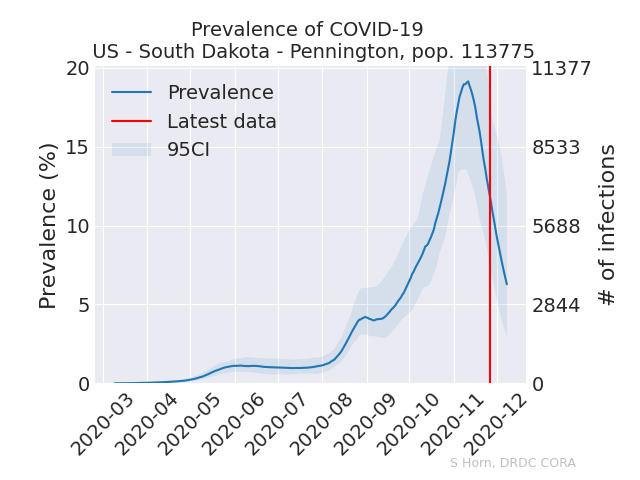 Prevalence of COVID-19
US - South Dakota - Pennington, pop. 113775
Prevalence
Latest data
95CI
Prevalence (%)
20
15
10
5
0
11377
8533
5688
2844
0
# of infections
2020-03
2020-04
2020-05
2020-06
2020-07
2020-08
2020-09
2020-10
2020-11
2020-12
S Horn, DRDC CORA